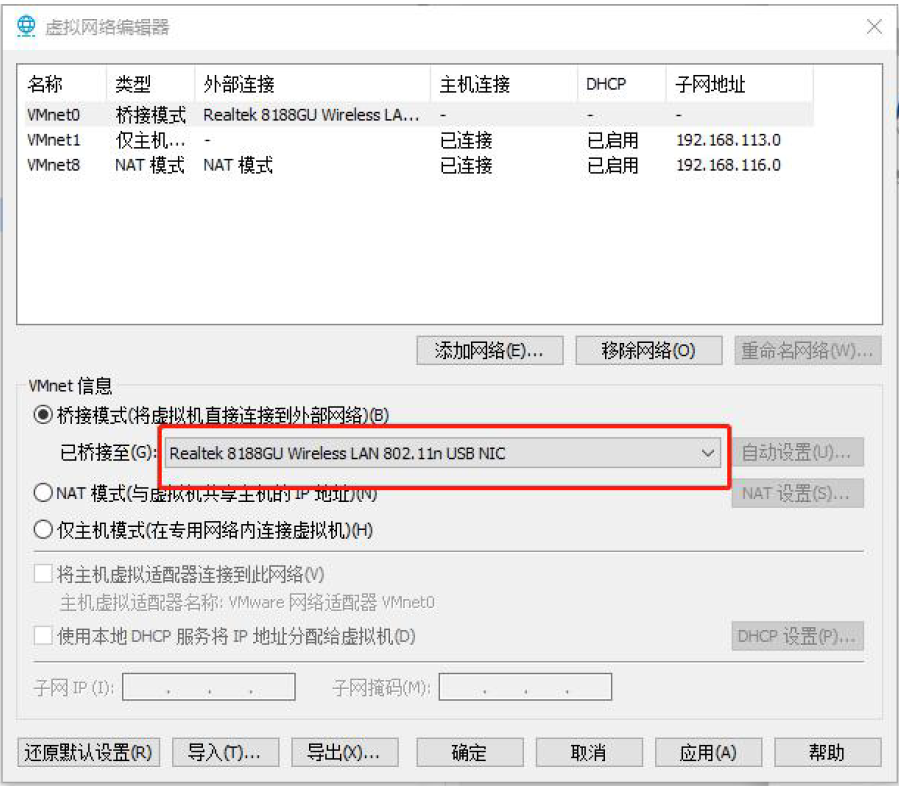 虚拟网络编辑器
名称 类型 外部连接 主机连接 DHCP 子网地址
VMnet0 桥接模式 Realtek 8188GU Wireless LA... - - -
VMnet1 仅主机... - 已连接 已启用 192.168.113.0
VMnet8 NAT 模式 NAT 模式 已连接 已启用 192.168.116.0
添加网络(E)... 移除网络(O) 重命名网络(W)...
VMnet 信息
桥接模式(将虚拟机直接连接到外部网络)(B)
已桥接至(G): Realtek 8188GU Wireless LAN 802.11n USB NIC 自动设置(U)...
NAT 模式(与虚拟机共享主机的 IP 地址)(N) NAT 设置(S)...
仅主机模式(在专用网络内连接虚拟机)(H)
将主机虚拟适配器连接到此网络(V)
主机虚拟适配器名称: VMware 网络适配器 VMnet0
使用本地 DHCP 服务将 IP 地址分配给虚拟机(D) DHCP 设置(P)...
子网 IP (I): . . . 子网掩码(M): . . .
还原默认设置(R) 导入(T)... 导出(X)... 确定 取消 应用(A) 帮助